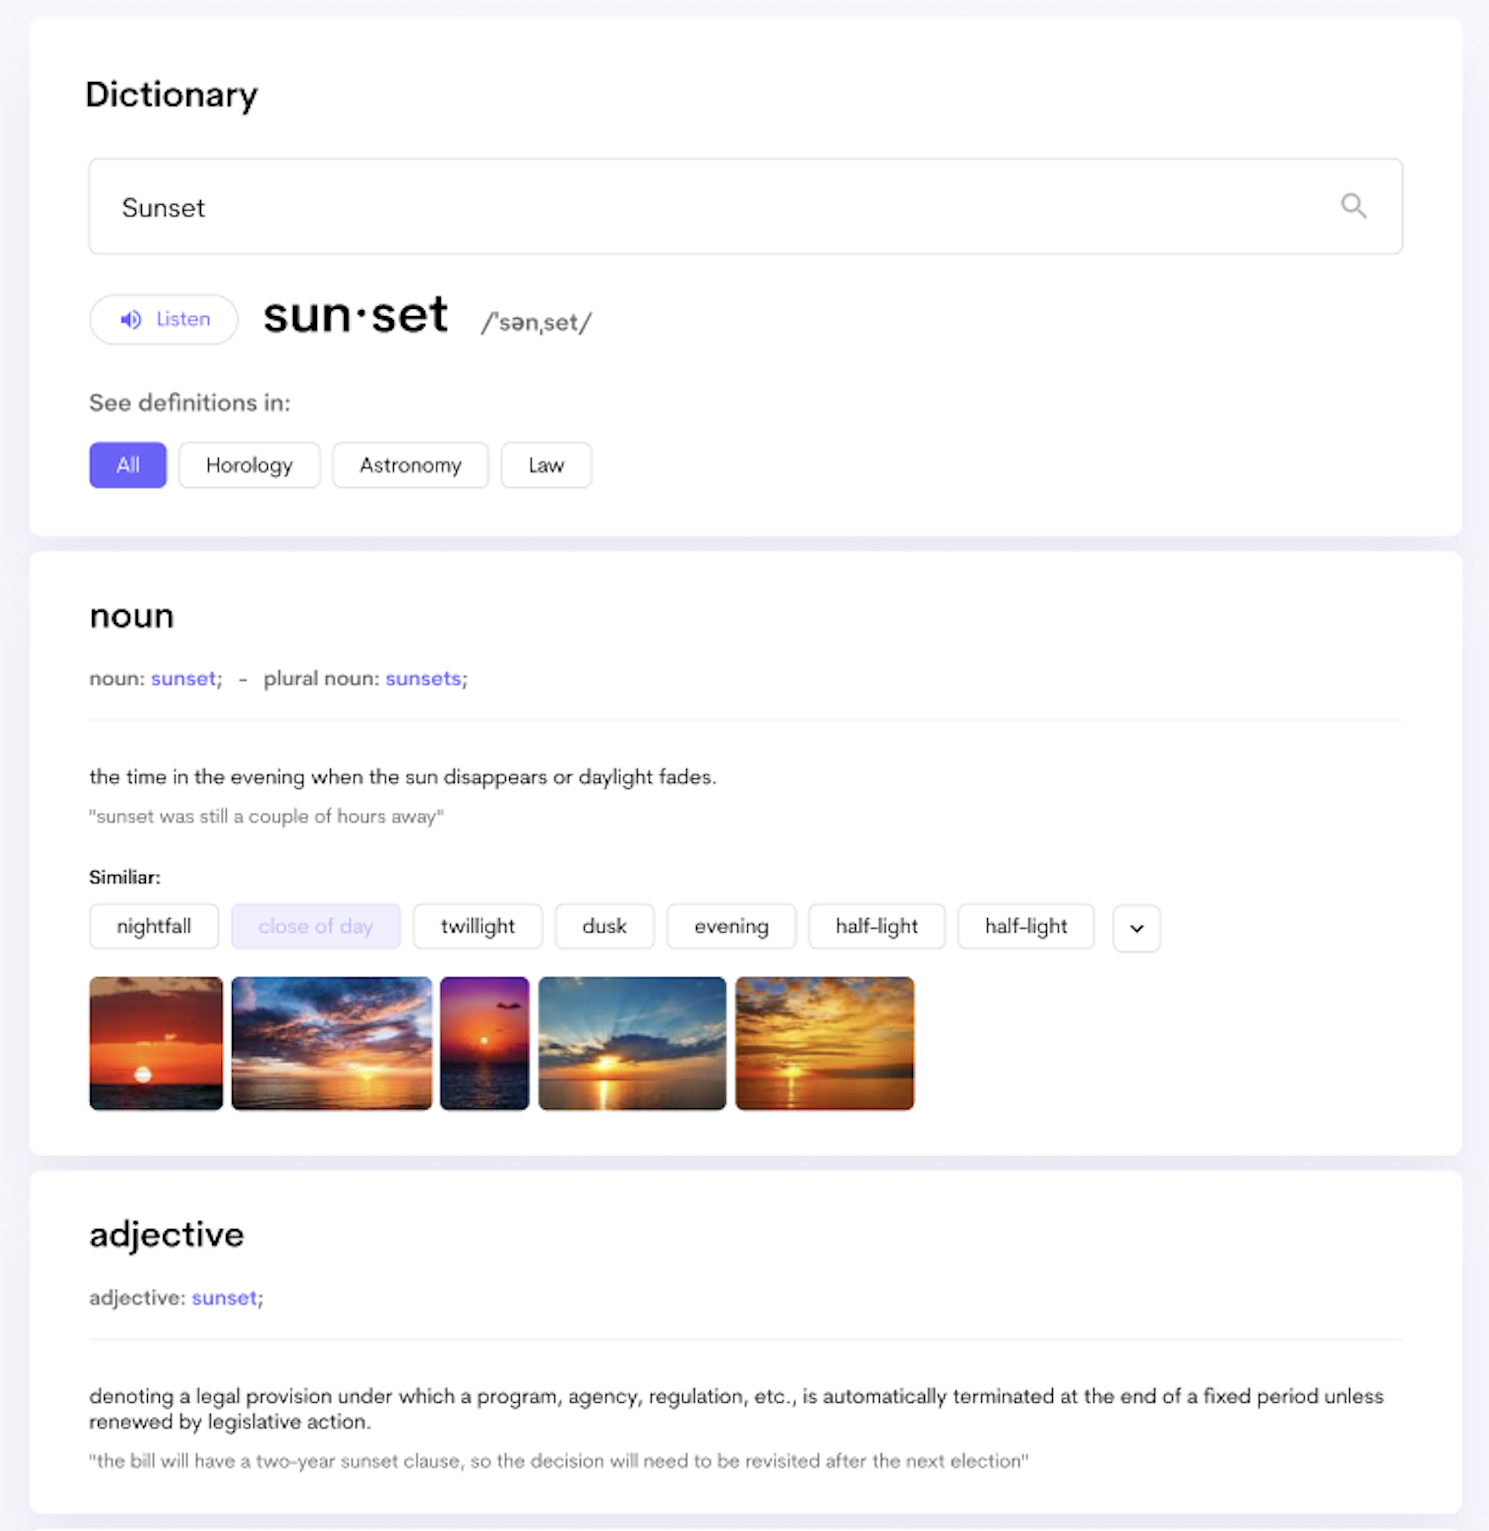 Dictionary
Sunset
Listen sun·set /ˈsənˌset/
See definitions in:
All Horology Astronomy Law
noun
noun: sunset; - plural noun: sunsets;
the time in the evening when the sun disappears or daylight fades.
"sunset was still a couple of hours away"
Similiar:
nightfall close of day twillight dusk evening half-light half-light
adjective
adjective: sunset;
denoting a legal provision under which a program, agency, regulation, etc., is automatically terminated at the end of a fixed period unless
renewed by legislative action.
"the bill will have a two-year sunset clause, so the decision will need to be revisited after the next election"